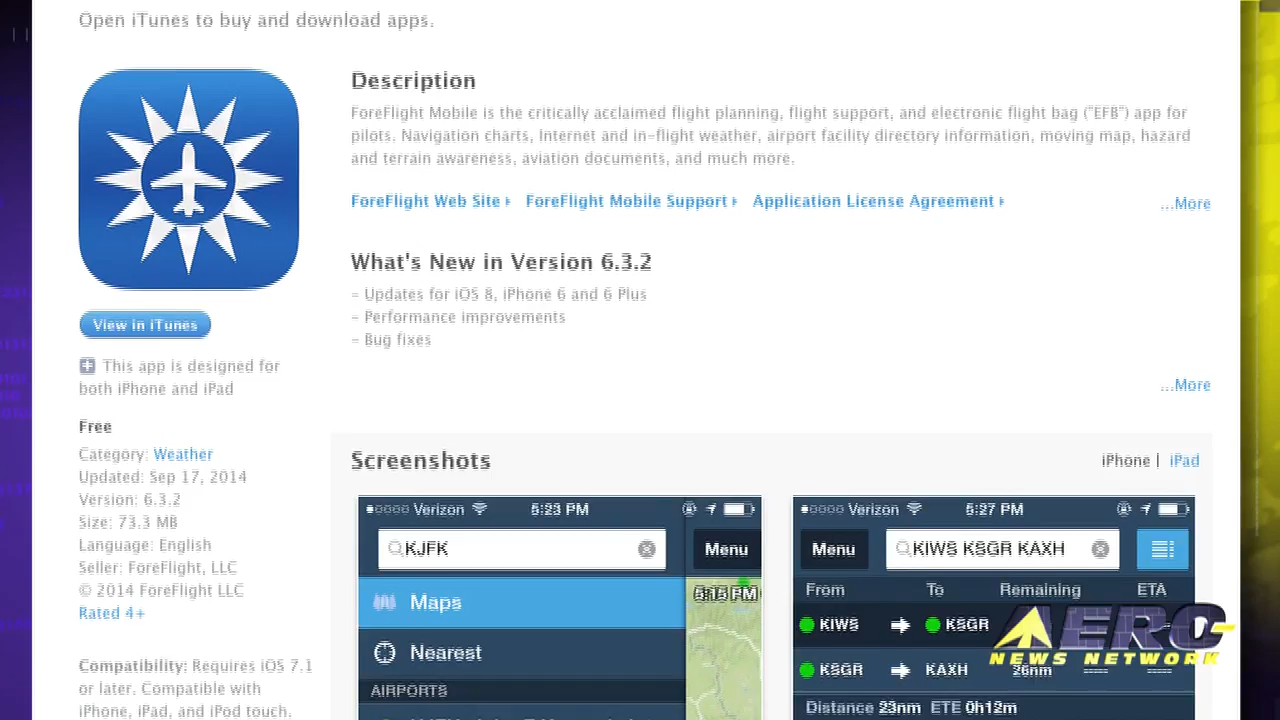 Open iTunes to buy and download apps.
Description
ForeFlight Mobile is the critically acclaimed flight planning, flight support, and electronic flight bag ("EFB") app for
pilots. Navigation charts, Internet and in-flight weather, airport facility directory information, moving map, hazard
and terrain awareness, aviation documents, and much more.
ForeFlight Web Site ForeFlight Mobile Support Application License Agreement
...More
What's New in Version 6.3.2
- Updates for iOS 8, iPhone 6 and 6 Plus
- Performance improvements
- Bug fixes
...More
View in iTunes
This app is designed for
both iPhone and iPad
Free
Category: Weather
Updated: Sep 17, 2014
Version: 6.3.2
Size: 73.3 MB
Language: English
Seller: ForeFlight, LLC
© 2014 ForeFlight LLC
Rated 4+
Compatibility: Requires iOS 7.1
or later. Compatible with
iPhone, iPad, and iPod touch.
Screenshots
iPhone | iPad
Verizon 5:23 PM
KJFK
Menu
Maps
5:15 PM
Nearest
AIRPORTS
Verizon 5:27 PM
Menu KIWS KSGR KAXH
From To Remaining ETA
KIWS KSGR
KSGR KAXH 26nm
Distance 23nm ETE 0h12m
AERO
NEWS NETWORK